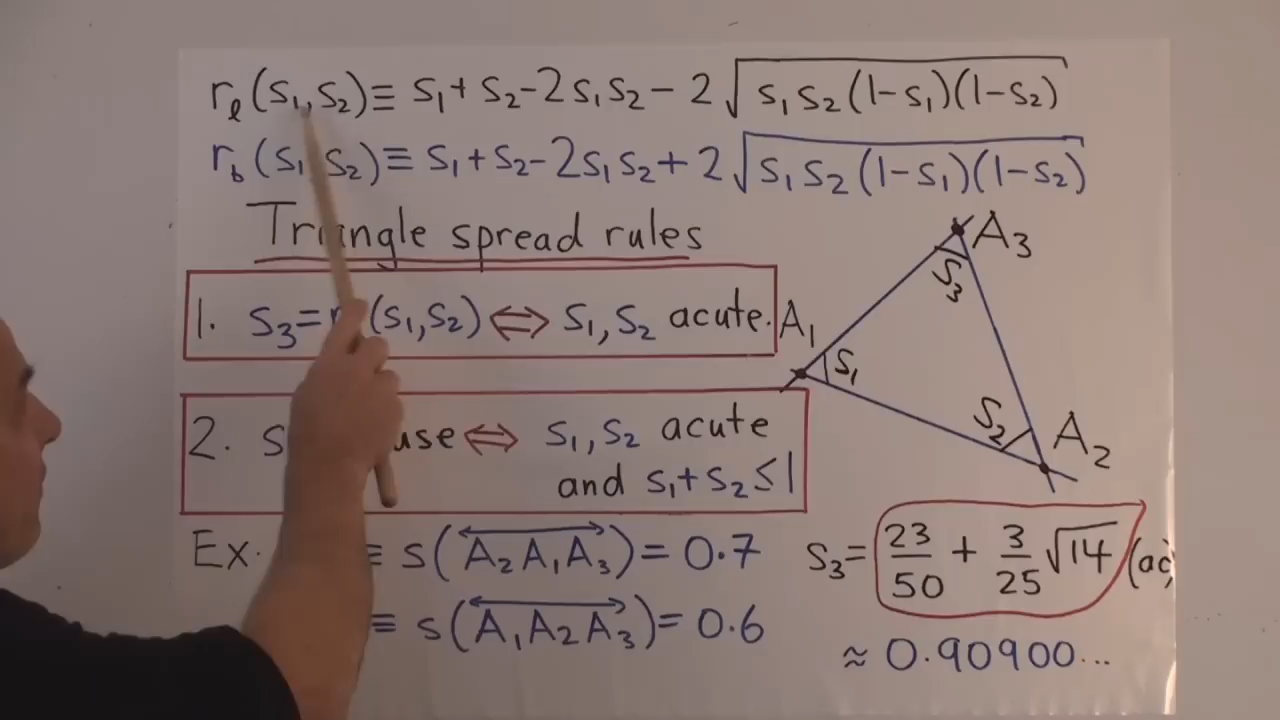 rₗ(s₁,s₂)≡ s₁+s₂-2s₁s₂-2√s₁s₂(1-s₁)(1-s₂)
r_b(s₁ s₂)≡ s₁+s₂-2s₁s₂+2√s₁s₂(1-s₁)(1-s₂)
Triangle spread rules
1. s₃= (s₁,s₂)⇔ s₁,s₂ acute.
2. ⇔ s₁,s₂ acute
and s₁+s₂≤1
A₃
s₃
A₁
s₁
s₂
A₂
Ex. ≡ s(A₂A₁A₃)=0.7
≡ s(A₁A₂A₃)=0.6
s₃= 23/50 + 3/25 √14
≈ 0.90900...